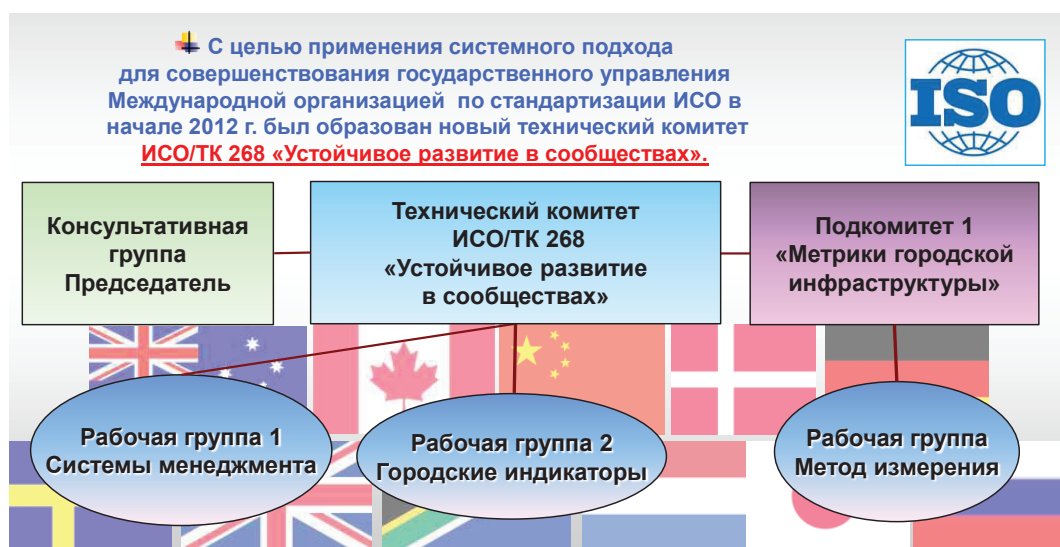 С целью применения системного подхода
для совершенствования государственного управления
Международной организацией по стандартизации ИСО в
начале 2012 г. был образован новый технический комитет
ИСО/ТК 268 «Устойчивое развитие в сообществах».
ISO
Консультативная
группа
Председатель
Технический комитет
ИСО/ТК 268
«Устойчивое развитие
в сообществах»
Подкомитет 1
«Метрики городской
инфраструктуры»
Рабочая группа 1
Системы менеджмента
Рабочая группа 2
Городские индикаторы
Рабочая группа
Метод измерения